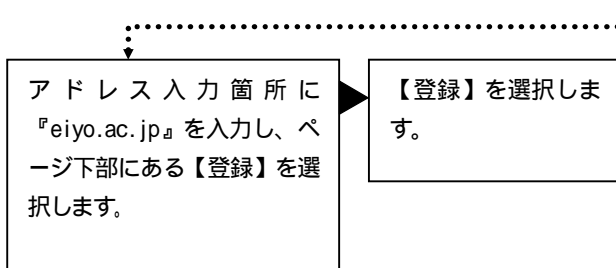 アドレス入力箇所に
『eiyo.ac.jp』を入力し、ペ
ージ下部にある【登録】を選
択します。
【登録】を選択しま
す。